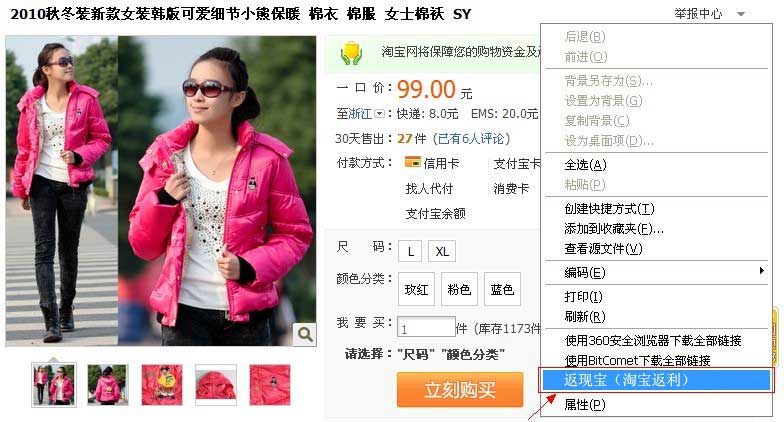 2010秋冬装新款女装韩版可爱细节小熊保暖 棉衣 棉服 女士棉袄 SY
举报中心
淘宝网将保障您的购物资金及
一 口 价：99.00 元
至浙江 快递: 8.0元 EMS: 20.0元
30天售出：27件 (已有6人评论)
付款方式： 信用卡 支付宝卡
找人代付 消费卡
支付宝余额
尺 码： L XL
颜色分类： 玫红 粉色 蓝色
我 要 买： 1 件 (库存1173件
请选择："尺码" "颜色分类"
立刻购买
后退(B)
前进(O)
背景另存为(S)...
设置为背景(G)
复制背景(C)
设为桌面项(D)...
全选(A)
粘贴(P)
创建快捷方式(T)
添加到收藏夹(F)...
查看源文件(V)
编码(E)
打印(I)
刷新(R)
使用360安全浏览器下载全部链接
使用BitComet下载全部链接
返现宝（淘宝返利）
属性(P)